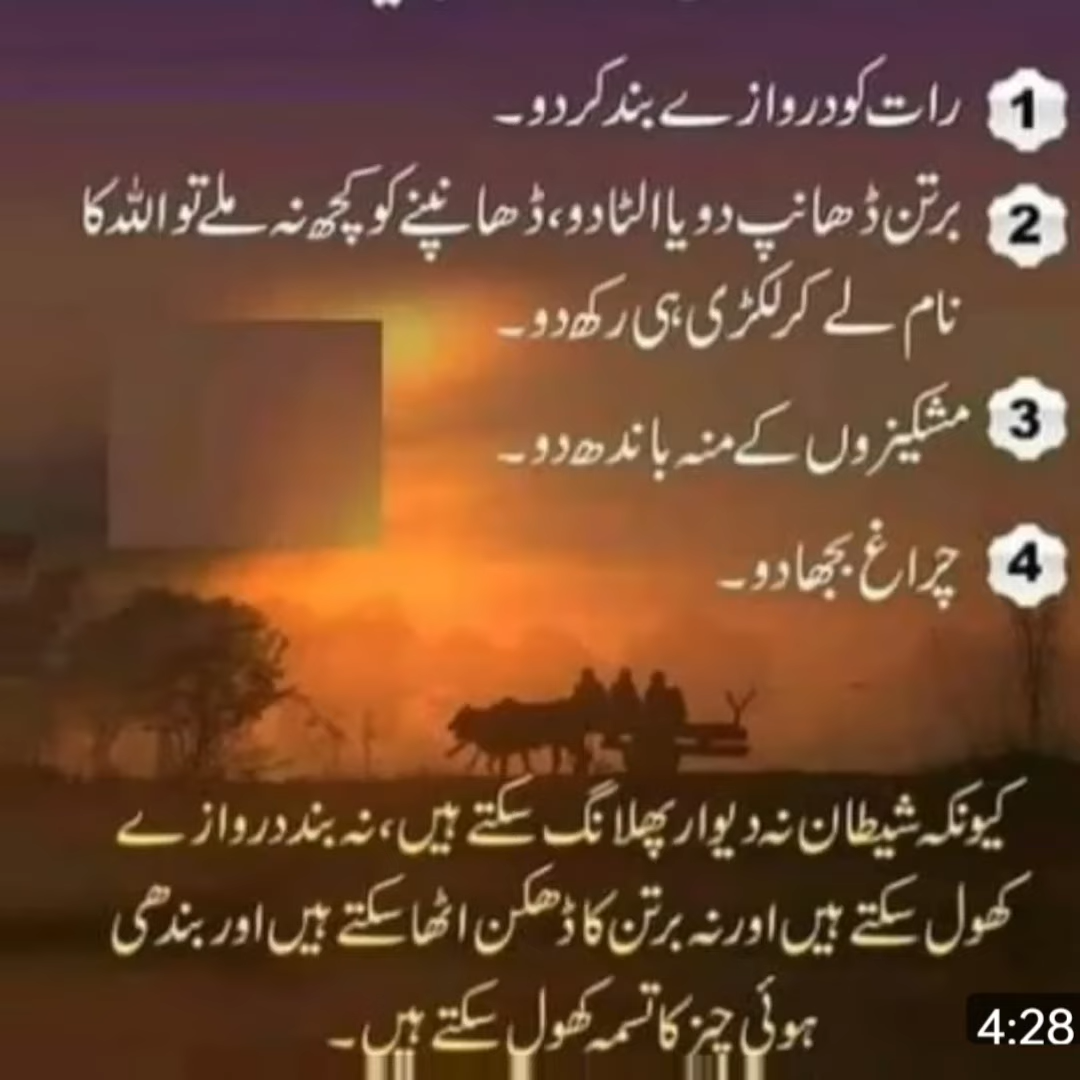 1 رات کو دروازے بند کر دو۔
2 برتن ڈھانپ دو یا الٹا دو، ڈھانپنے کو کچھ نہ ملے تو اللہ کا
نام لے کر لکڑی ہی رکھ دو۔
3 مشکیزوں کے منہ باندھ دو۔
4 چراغ بجھا دو۔
کیونکہ شیطان نہ دیوار پھلانگ سکتے ہیں، نہ بند دروازے
کھول سکتے ہیں اور نہ برتن کا ڈھکن اٹھا سکتے ہیں اور بندھی
ہوئی چیز کا تسمہ کھول سکتے ہیں۔
4:28